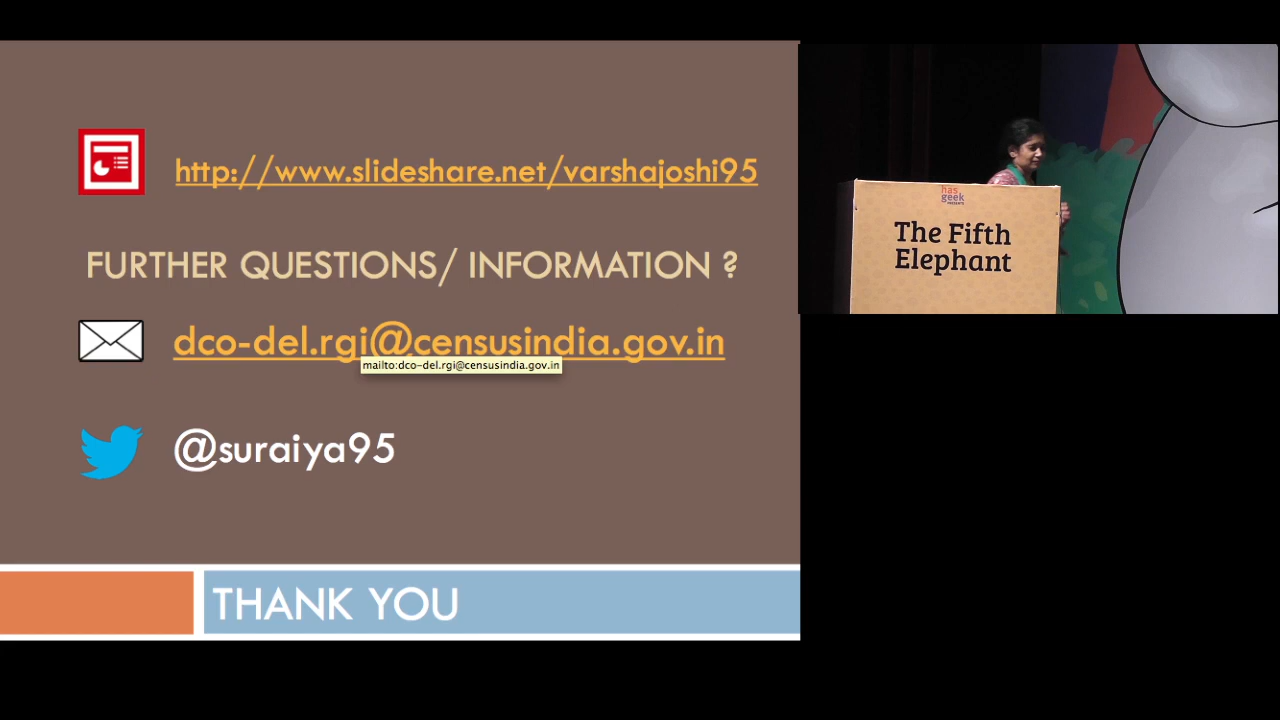 http://www.slideshare.net/varshajoshi95
FURTHER QUESTIONS/ INFORMATION ?
dco-del.rgi@censusindia.gov.in
mailto:dco-del.rgi@censusindia.gov.in
@suraiya95
THANK YOU
has
geek
PRESENTS
The Fifth
Elephant